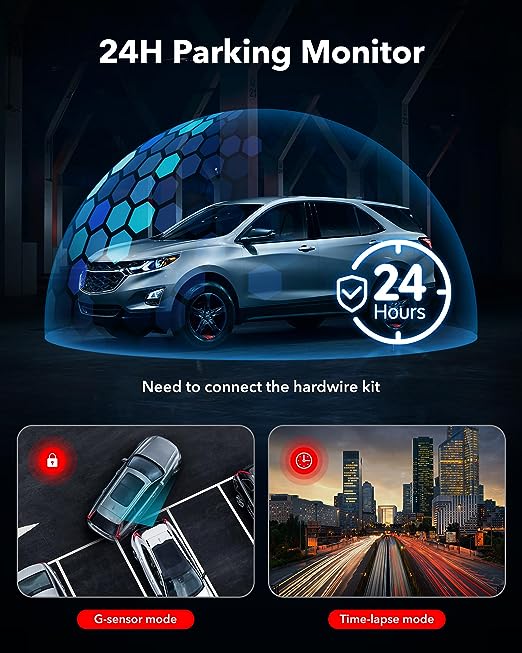 24H Parking Monitor
24
Hours
Need to connect the hardwire kit
G-sensor mode
Time-lapse mode